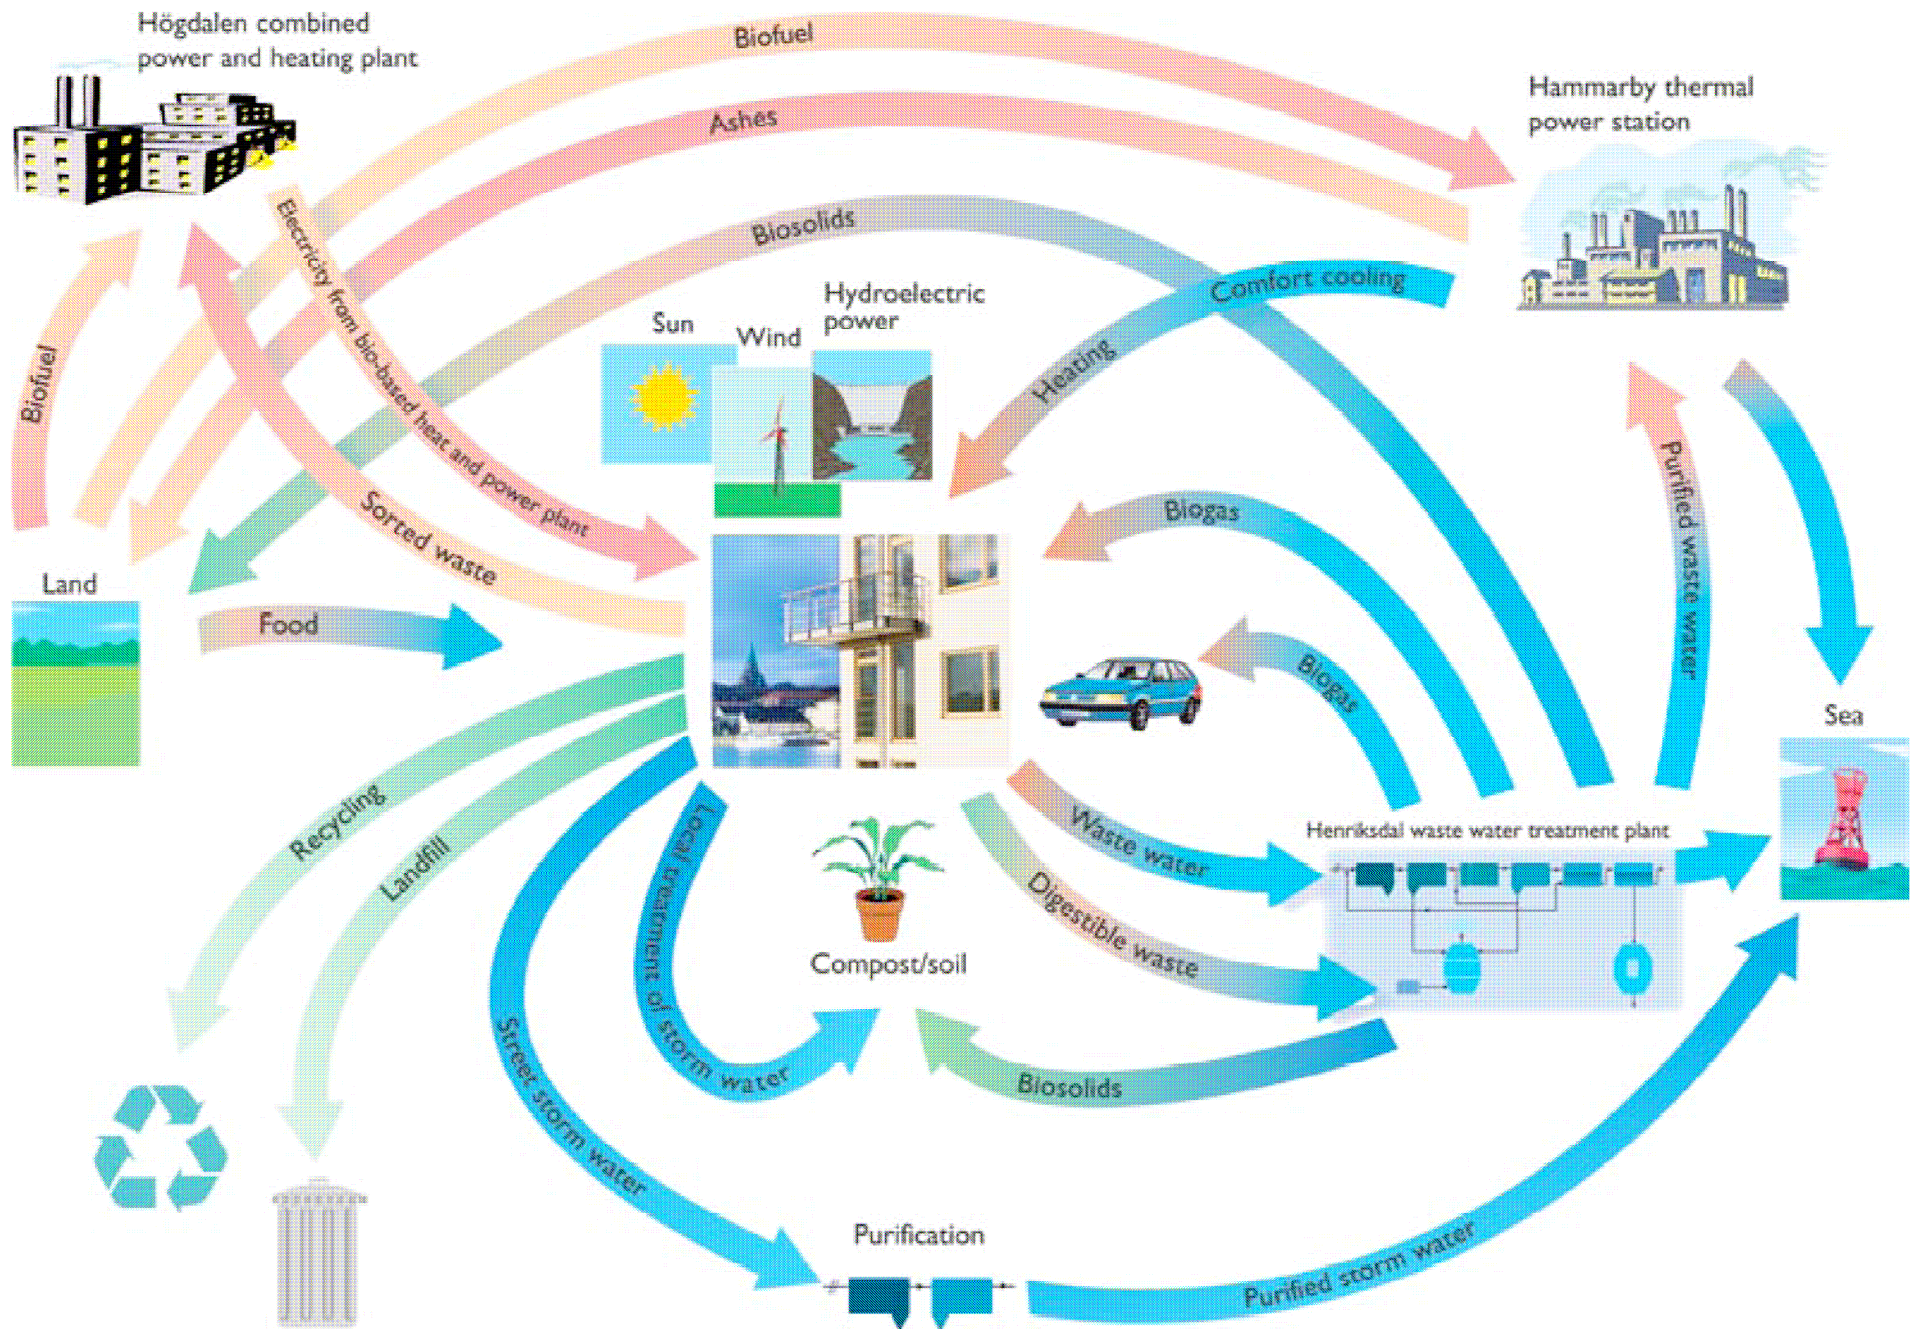 Högdalen combined
power and heating plant
Biofuel
Hammarby thermal
power station
Ashes
Electricity from bio-based heat and power plant
Biosolids
Comfort cooling
Heating
Hydroelectric
power
Sun
Wind
Biofuel
Sorted waste
Biogas
Purified waste water
Land
Food
Biogas
Sea
Recycling
Landfill
Local treatment of storm water
Waste water
Henriksdal waste water treatment plant
Digestible waste
Compost/soil
Street storm water
Biosolids
Purification
Purified storm water